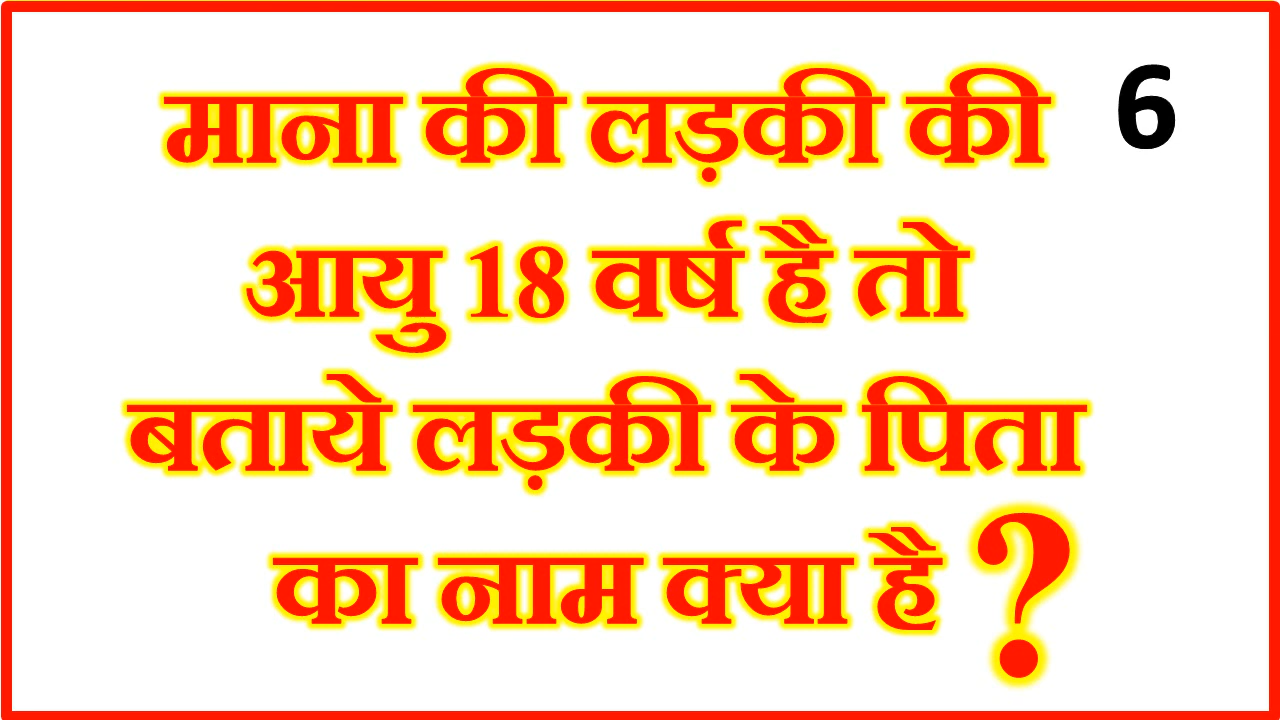 माना की लड़की की 6
आयु 18 वर्ष है तो
बताये लड़की के पिता
का नाम क्या है ?